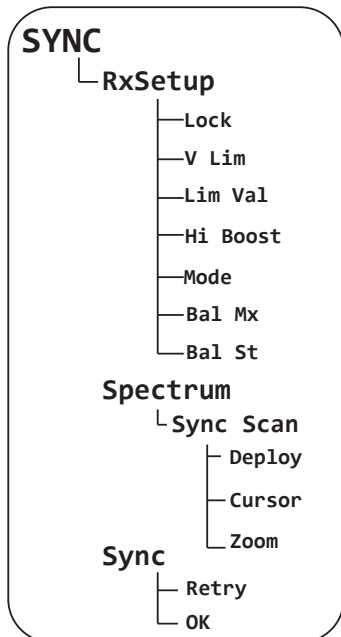 SYNC
RxSetup
Lock
V Lim
Lim Val
Hi Boost
Mode
Bal Mx
Bal St
Spectrum
Sync Scan
Deploy
Cursor
Zoom
Sync
Retry
OK